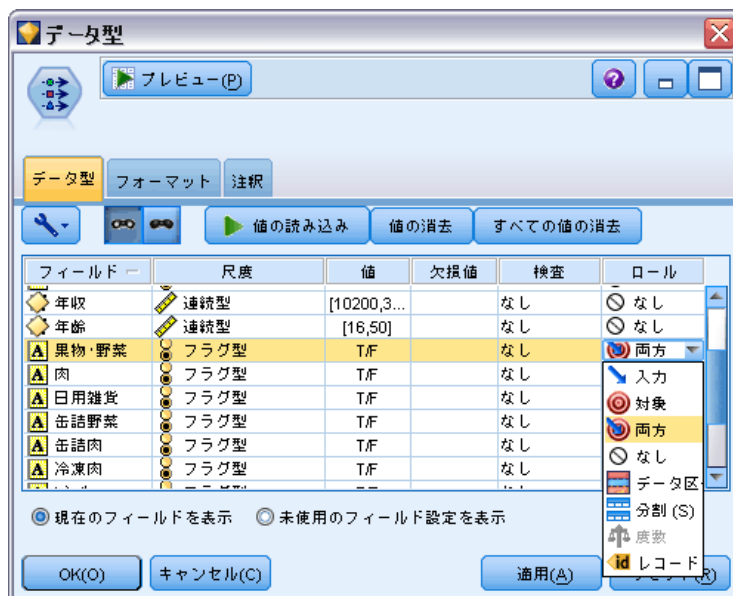 データ型
プレビュー(P)
データ型 フォーマット 注釈
値の読み込み 値の消去 すべての値の消去
フィールド 尺度 値 欠損値 検査 ロール
年収 連続型 [10200,3... なし なし
年齢 連続型 [16,50] なし なし
A 果物・野菜 フラグ型 T/F なし 両方
A 肉 フラグ型 T/F なし
A 日用雑貨 フラグ型 T/F なし
A 缶詰野菜 フラグ型 T/F なし
A 缶詰肉 フラグ型 T/F なし
A 冷凍肉 フラグ型 T/F なし
入力
対象
両方
なし
データ区
分割 (S)
度数
id レコード
現在のフィールドを表示 未使用のフィールド設定を表示
OK(O) キャンセル(C) 適用(A) (R)